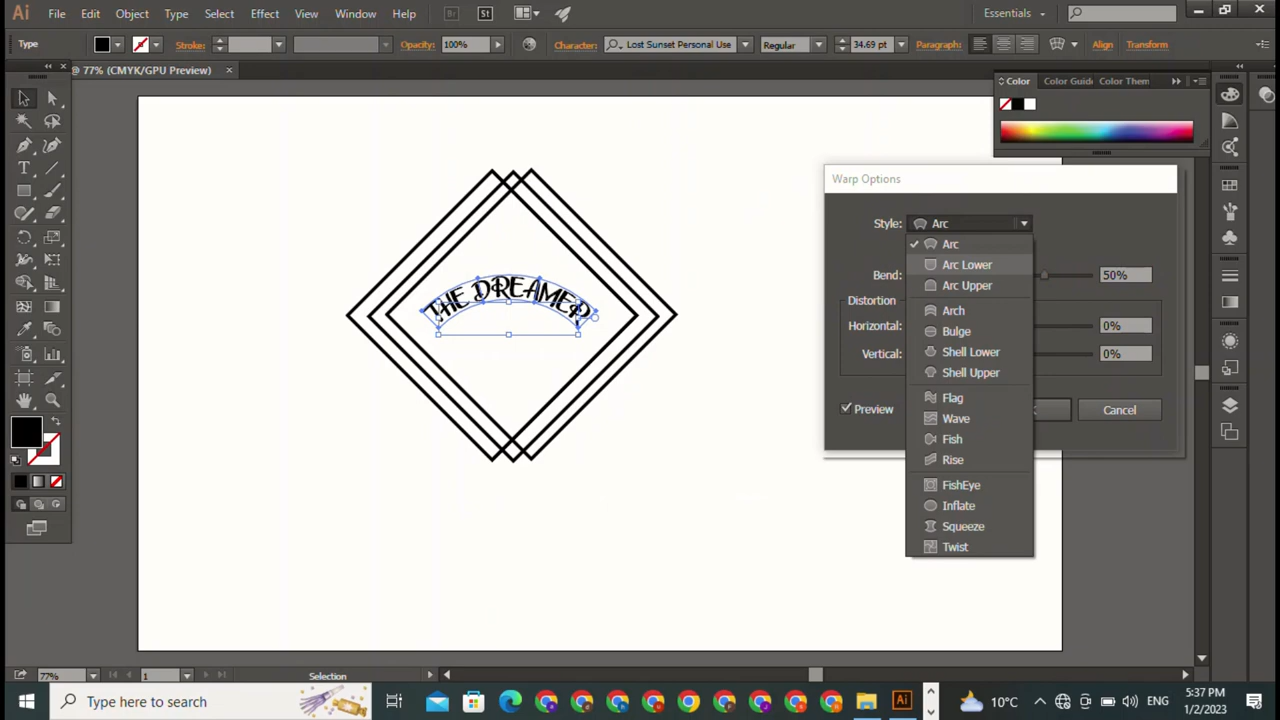 Ai File Edit Object Type Select Effect View Window Help Br St Essentials
Type Stroke: Opacity: 100% Character: Lost Sunset Personal Use Regular 34.69 pt Paragraph: Align Transform
@ 77% (CMYK/GPU Preview)
Color Color Guide Color Them
Warp Options
Style: Arc
Arc
Arc Lower
Bend: 50%
Arc Upper
Distortion
Arch
Horizontal: 0%
Bulge
Vertical: Shell Lower 0%
Shell Upper
Flag
Preview Cancel
Wave
Fish
Rise
FishEye
Inflate
Squeeze
Twist
THE DREAMER
77% 1 Selection
Type here to search
10°C ENG 5:37 PM
1/2/2023